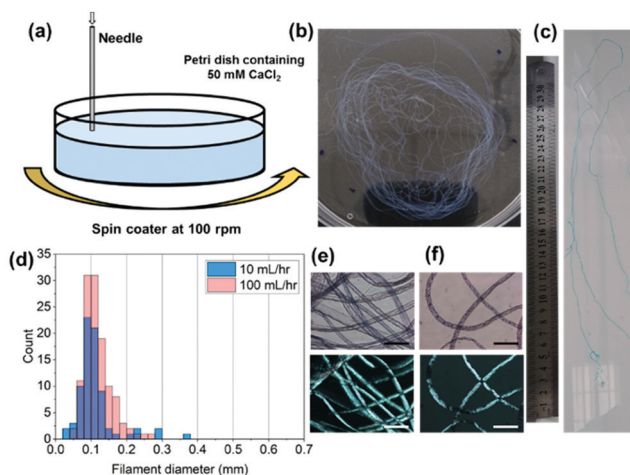 (a)
Needle
Petri dish containing
50 mM CaCl₂
Spin coater at 100 rpm
(b)
(c)
(d)
35
30
25
20
15
10
5
0
Count
10 mL/hr
100 mL/hr
0.0 0.1 0.2 0.3 0.4 0.5 0.6 0.7
Filament diameter (mm)
(e)
(f)